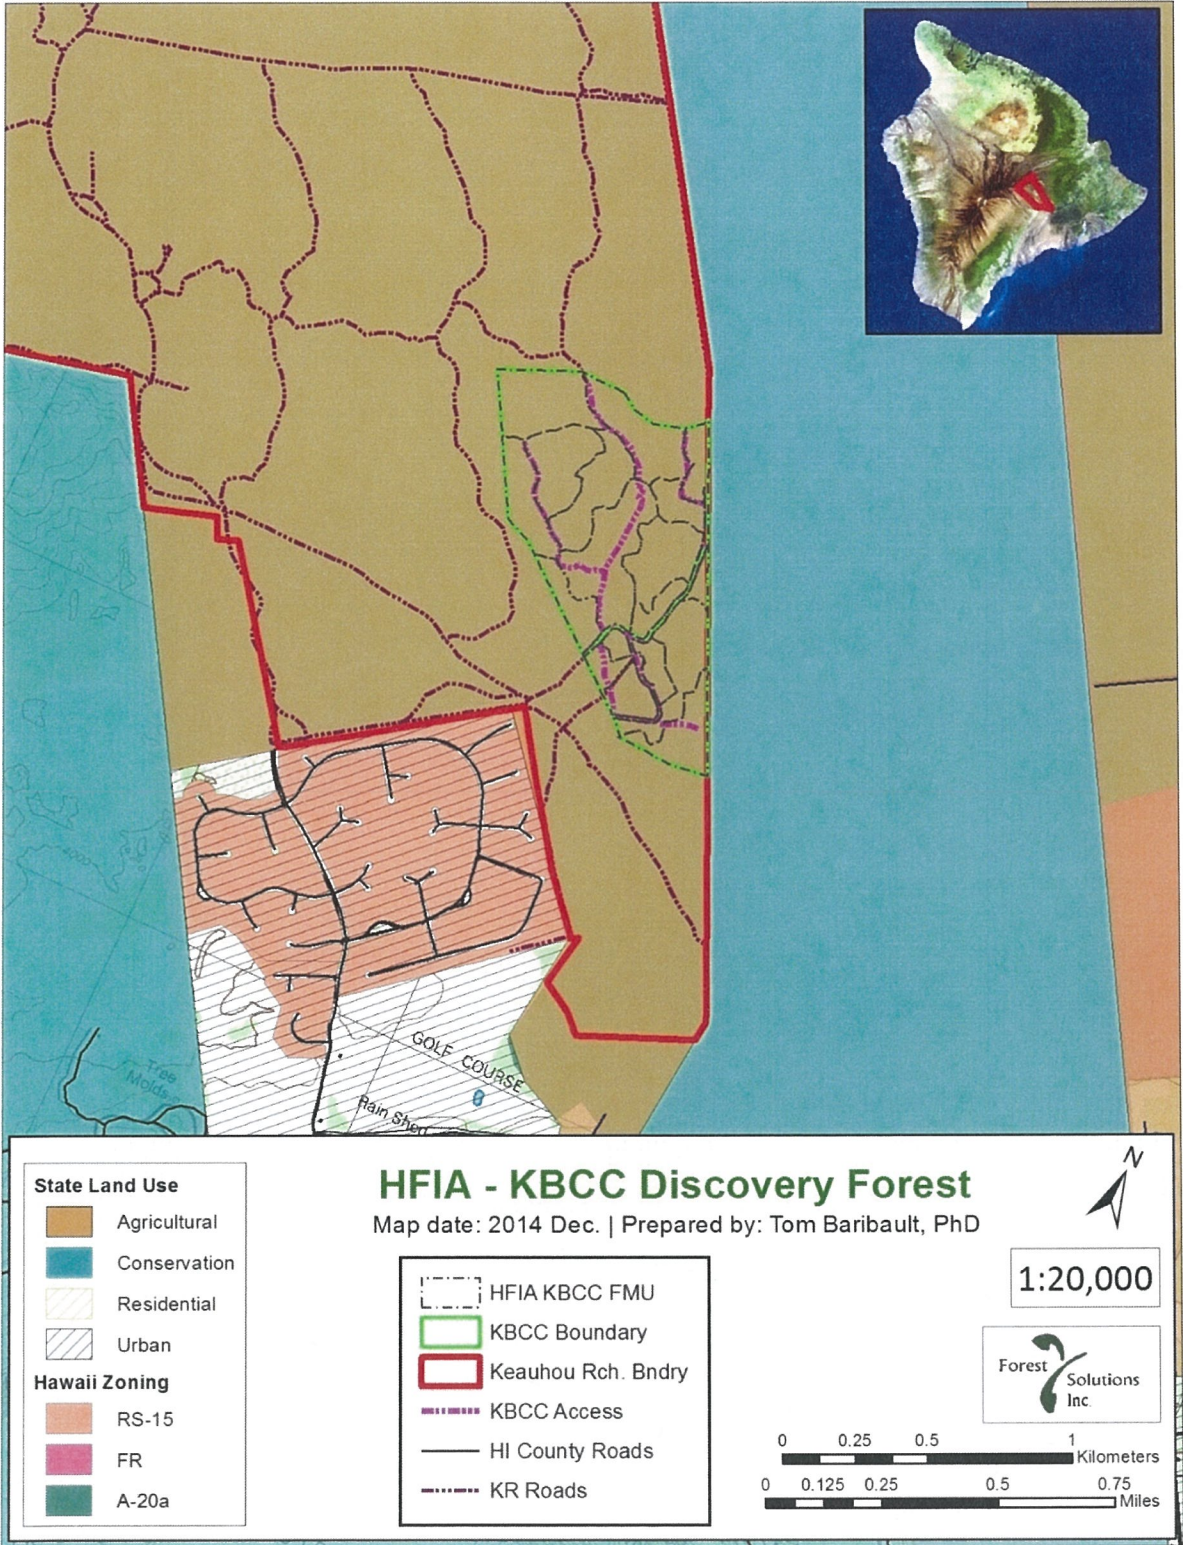 GOLF COURSE
Tree
Molds
Rain Shed
State Land Use
Agricultural
Conservation
Residential
Urban
Hawaii Zoning
RS-15
FR
A-20a
HFIA - KBCC Discovery Forest
Map date: 2014 Dec. | Prepared by: Tom Baribault, PhD
HFIA KBCC FMU
KBCC Boundary
Keauhou Rch. Bndry
KBCC Access
HI County Roads
KR Roads
N
1:20,000
Forest
Solutions
Inc.
0 0.25 0.5 1
Kilometers
0 0.125 0.25 0.5 0.75
Miles